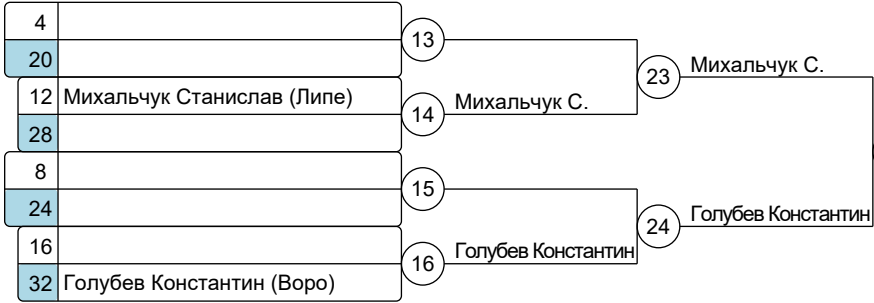 4
13
20
23
Михальчук С.
12 Михальчук Станислав (Липе)
14
Михальчук С.
28
8
15
24
24
Голубев Константин
16
16
Голубев Константин
32 Голубев Константин (Воро)